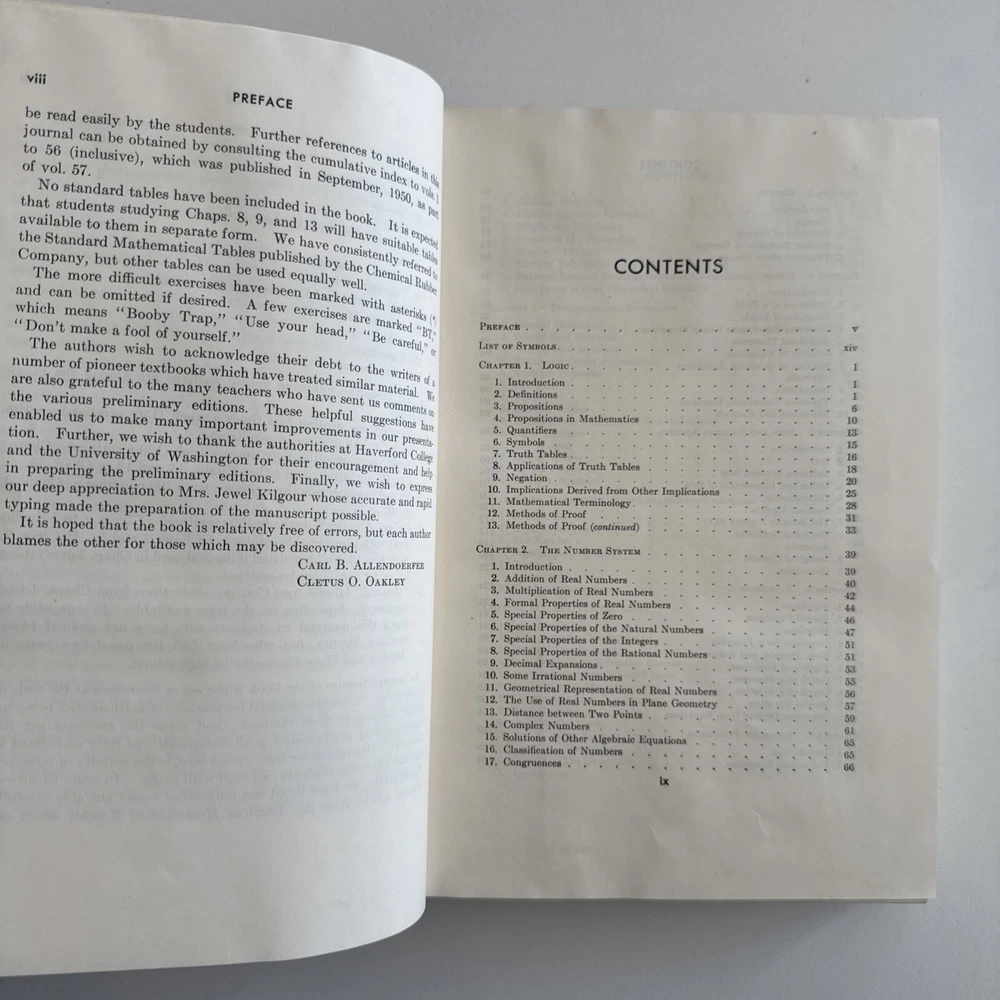 viii
PREFACE
be read easily by the students. Further references to articles in this
journal can be obtained by consulting the cumulative index to vols. 1
to 56 (inclusive), which was published in September, 1950, as part
of vol. 57.
No standard tables have been included in the book. It is expected
that students studying Chaps. 8, 9, and 13 will have suitable tables
available to them in separate form. We have consistently referred to
the Standard Mathematical Tables published by the Chemical Rubber
Company, but other tables can be used equally well.
The more difficult exercises have been marked with asterisks (*)
and can be omitted if desired. A few exercises are marked "BT,"
which means "Booby Trap," "Use your head," "Be careful," or
"Don't make a fool of yourself."
The authors wish to acknowledge their debt to the writers of a
number of pioneer textbooks which have treated similar material. We
are also grateful to the many teachers who have sent us comments on
the various preliminary editions. These helpful suggestions have
enabled us to make many important improvements in our presenta-
tion. Further, we wish to thank the authorities at Haverford College
and the University of Washington for their encouragement and help
in preparing the preliminary editions. Finally, we wish to express
our deep appreciation to Mrs. Jewel Kilgour whose accurate and rapid
typing made the preparation of the manuscript possible.
It is hoped that the book is relatively free of errors, but each author
blames the other for those which may be discovered.
CARL B. ALLENDOERFER
CLETUS O. OAKLEY
CONTENTS
PREFACE . . . v
LIST OF SYMBOLS. . . . xiv
CHAPTER 1. LOGIC. . . . 1
1. Introduction . . . 1
2. Definitions . . . 1
3. Propositions . . . 6
4. Propositions in Mathematics . . . 10
5. Quantifiers . . . 13
6. Symbols . . . 15
7. Truth Tables . . . 16
8. Applications of Truth Tables . . . 18
9. Negation . . . 20
10. Implications Derived from Other Implications . . . 25
11. Mathematical Terminology . . . 28
12. Methods of Proof . . . 31
13. Methods of Proof (continued) . . . 33
CHAPTER 2. THE NUMBER SYSTEM . . . 39
1. Introduction . . . 39
2. Addition of Real Numbers . . . 40
3. Multiplication of Real Numbers . . . 42
4. Formal Properties of Real Numbers . . . 44
5. Special Properties of Zero . . . 46
6. Special Properties of the Natural Numbers . . . 47
7. Special Properties of the Integers . . . 51
8. Special Properties of the Rational Numbers . . . 51
9. Decimal Expansions . . . 53
10. Some Irrational Numbers . . . 55
11. Geometrical Representation of Real Numbers . . . 56
12. The Use of Real Numbers in Plane Geometry . . . 57
13. Distance between Two Points . . . 59
14. Complex Numbers . . . 61
15. Solutions of Other Algebraic Equations . . . 65
16. Classification of Numbers . . . 65
17. Congruences . . . 66
ix